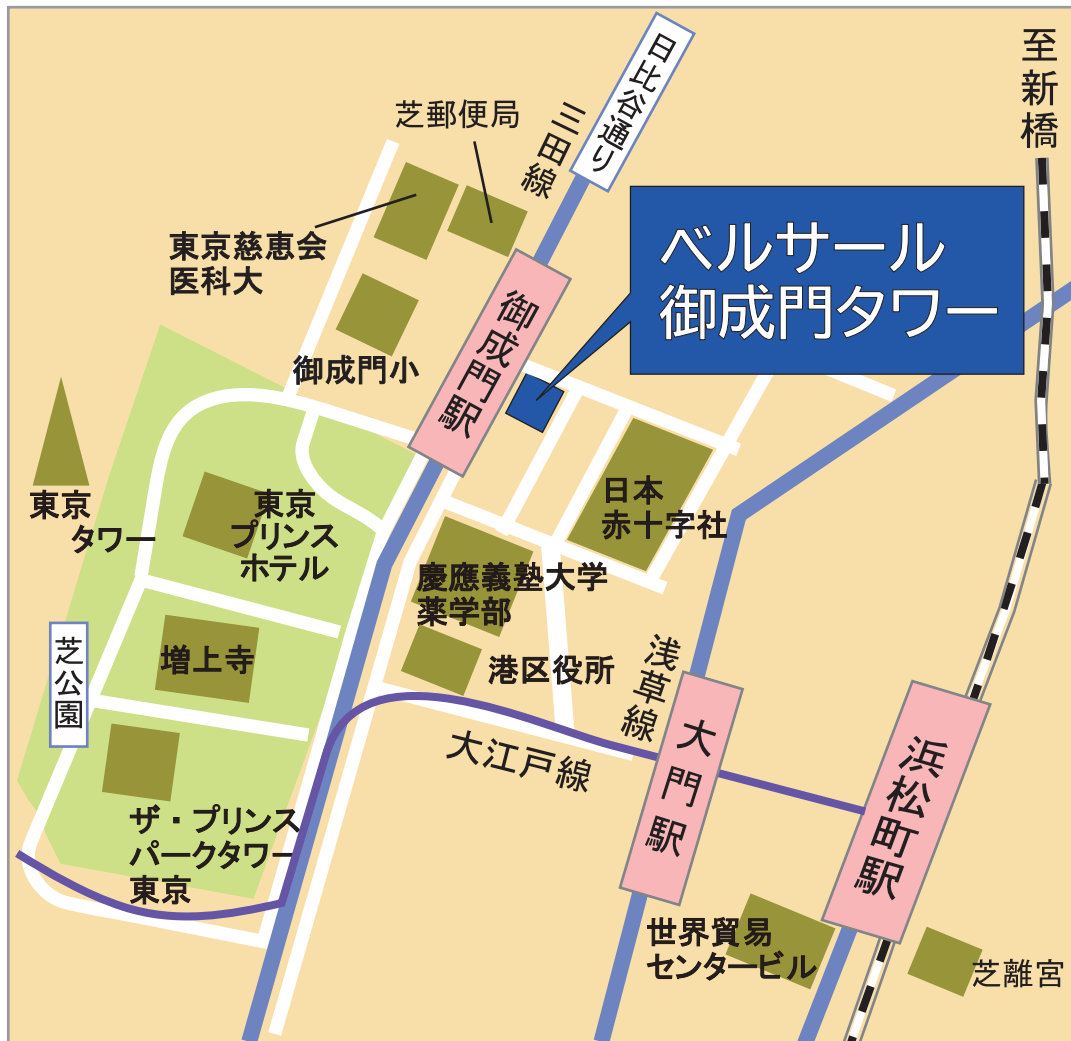 至新橋
日比谷通り
芝郵便局
三田線
東京慈恵会
医科大
ベルサール
御成門タワー
御成門駅
御成門小
東京
タワー
東京
プリンス
ホテル
日本
赤十字社
慶應義塾大学
薬学部
増上寺
芝公園
港区役所
浅草線
大江戸線
大門駅
浜松町駅
ザ・プリンス
パークタワー
東京
世界貿易
センタービル
芝離宮